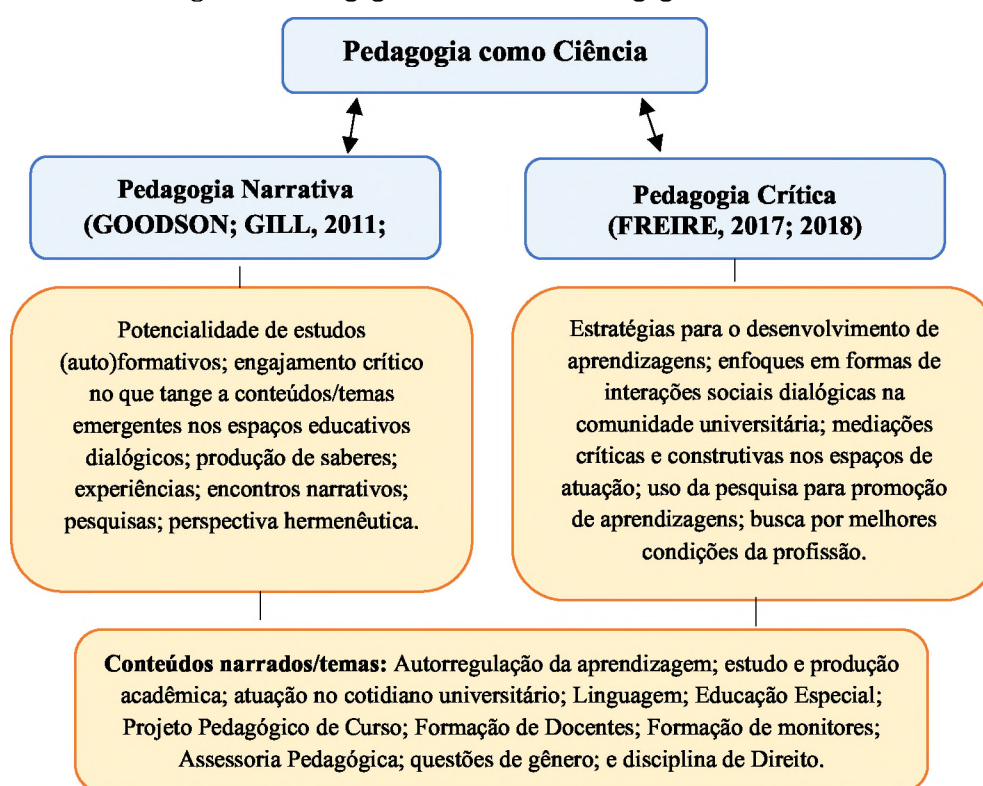 Pedagogia como Ciência
Pedagogia Narrativa
(GOODSON; GILL, 2011;
Pedagogia Crítica
(FREIRE, 2017; 2018)
Potencialidade de estudos
(auto)formativos; engajamento crítico
no que tange a conteúdos/temas
emergentes nos espaços educativos
dialógicos; produção de saberes;
experiências; encontros narrativos;
pesquisas; perspectiva hermenêutica.
Estratégias para o desenvolvimento de
aprendizagens; enfoques em formas de
interações sociais dialógicas na
comunidade universitária; mediações
críticas e construtivas nos espaços de
atuação; uso da pesquisa para promoção
de aprendizagens; busca por melhores
condições da profissão.
Conteúdos narrados/temas: Autorregulação da aprendizagem; estudo e produção
acadêmica; atuação no cotidiano universitário; Linguagem; Educação Especial;
Projeto Pedagógico de Curso; Formação de Docentes; Formação de monitores;
Assessoria Pedagógica; questões de gênero; e disciplina de Direito.